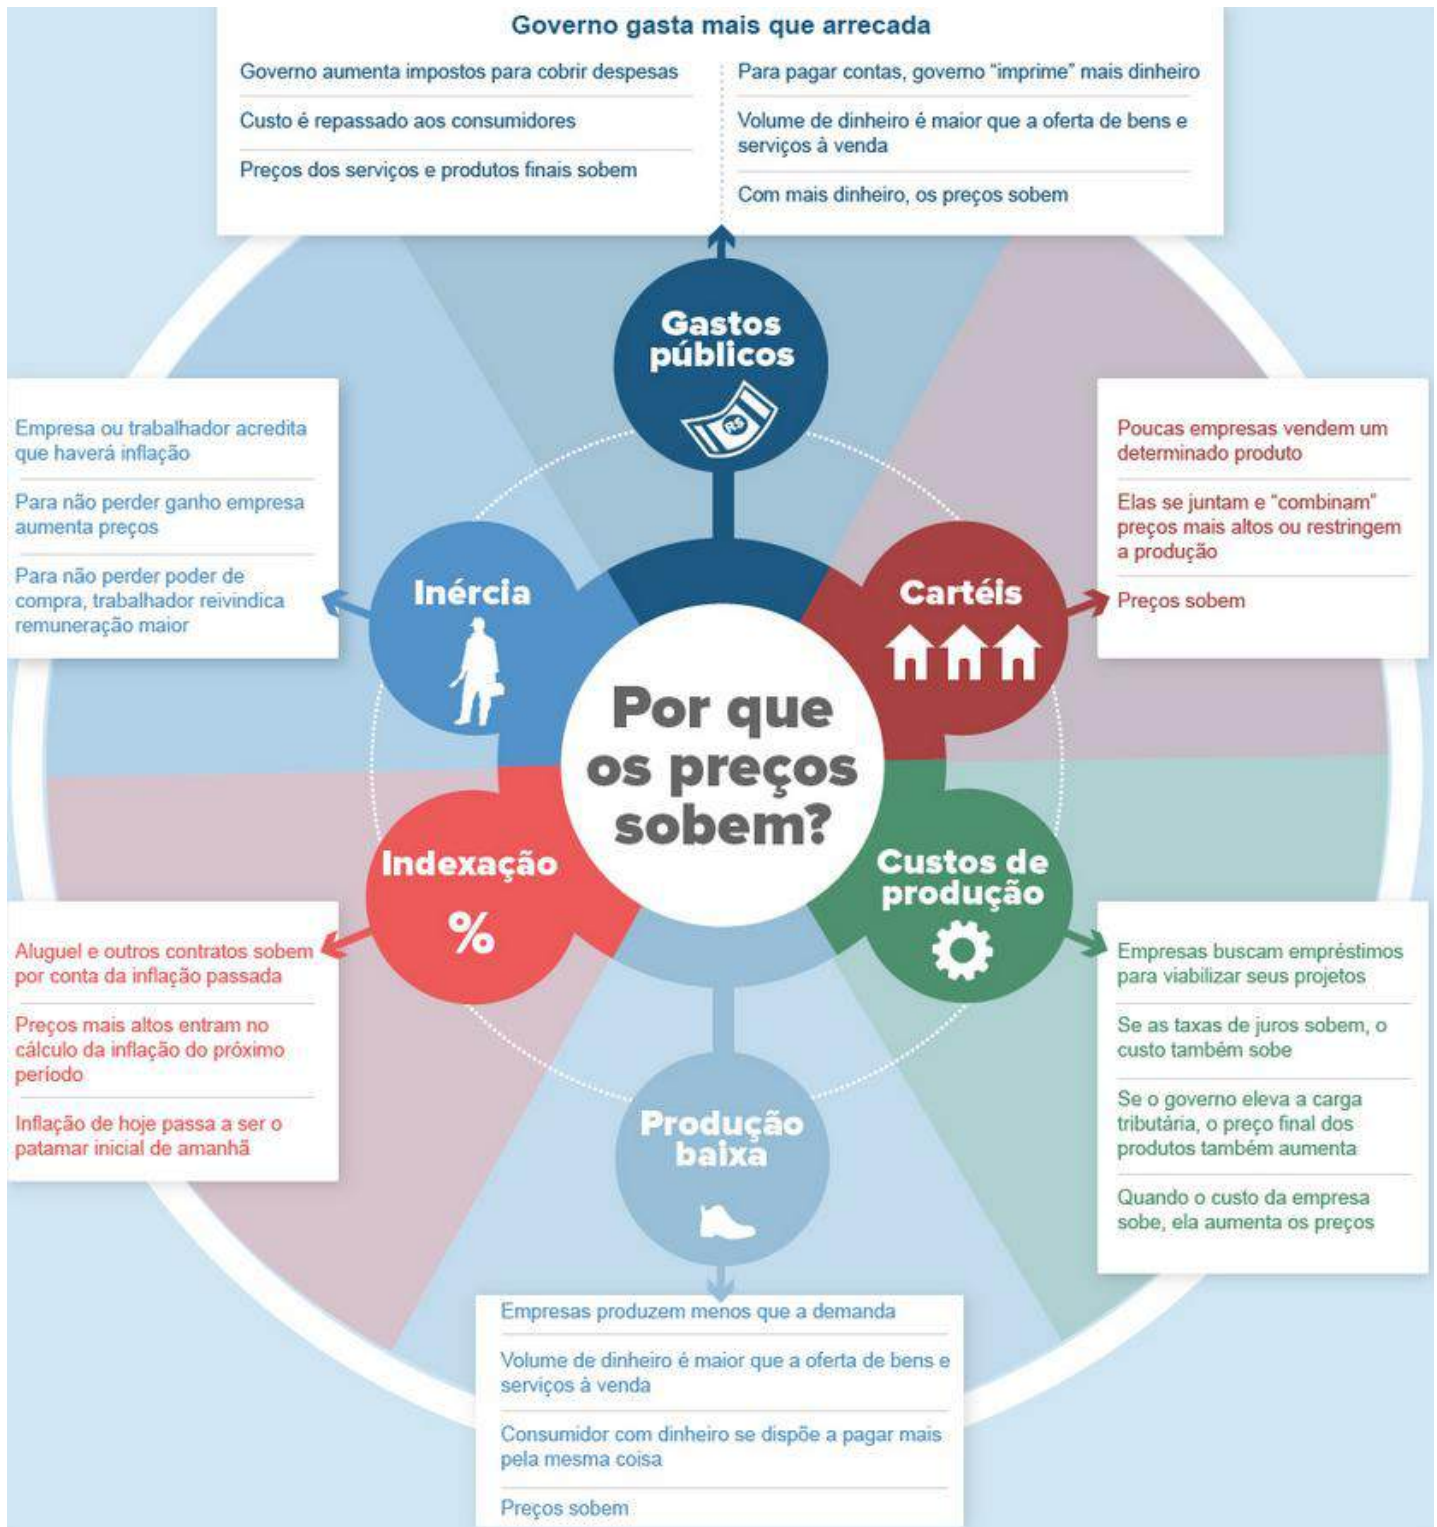 Governo gasta mais que arrecada
Governo aumenta impostos para cobrir despesas
Custo é repassado aos consumidores
Preços dos serviços e produtos finais sobem
Para pagar contas, governo “imprime” mais dinheiro
Volume de dinheiro é maior que a oferta de bens e
serviços à venda
Com mais dinheiro, os preços sobem
Gastos
públicos
R$
Empresa ou trabalhador acredita
que haverá inflação
Para não perder ganho empresa
aumenta preços
Para não perder poder de
compra, trabalhador reivindica
remuneração maior
Inércia
Cartéis
Poucas empresas vendem um
determinado produto
Elas se juntam e “combinam”
preços mais altos ou restringem
a produção
Preços sobem
Por que
os preços
sobem?
Indexação
%
Aluguel e outros contratos sobem
por conta da inflação passada
Preços mais altos entram no
cálculo da inflação do próximo
período
Inflação de hoje passa a ser o
patamar inicial de amanhã
Custos de
produção
Empresas buscam empréstimos
para viabilizar seus projetos
Se as taxas de juros sobem, o
custo também sobe
Se o governo eleva a carga
tributária, o preço final dos
produtos também aumenta
Quando o custo da empresa
sobe, ela aumenta os preços
Produção
baixa
Empresas produzem menos que a demanda
Volume de dinheiro é maior que a oferta de bens e
serviços à venda
Consumidor com dinheiro se dispõe a pagar mais
pela mesma coisa
Preços sobem